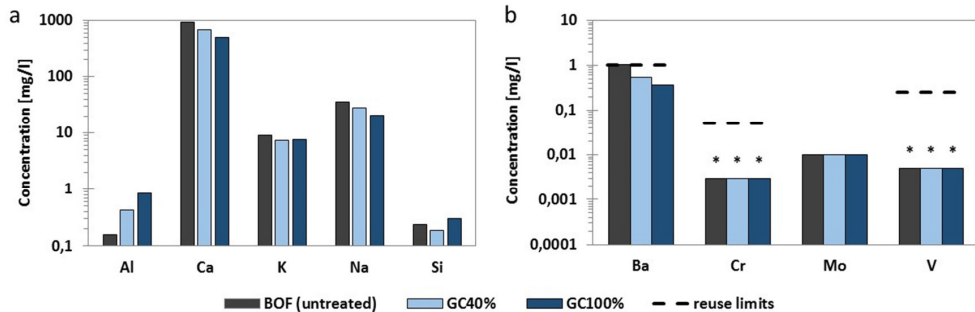 a
Concentration [mg/l]
1000
100
10
1
0,1
Al Ca K Na Si
b
Concentration [mg/l]
10
1
0,1
0,01
0,001
0,0001
* * *
* * *
Ba Cr Mo V
BOF (untreated) GC40% GC100% reuse limits